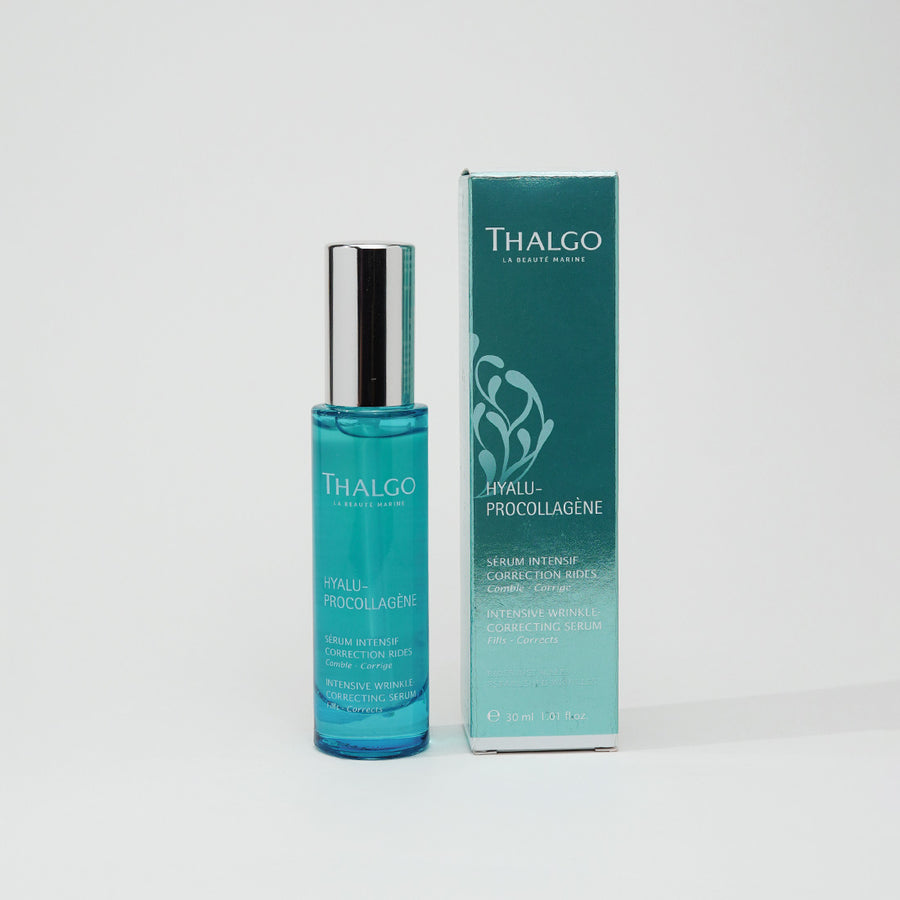 THALGO
LA BEAUTÉ MARINE
HYALU-
PROCOLLAGÈNE
SÉRUM INTENSIF
CORRECTION RIDES
Comble - Corrige
INTENSIVE WRINKLE-
CORRECTING SERUM
Fills - Corrects
THALGO
LA BEAUTÉ MARINE
HYALU-
PROCOLLAGÈNE
SÉRUM INTENSIF
CORRECTION RIDES
Comble - Corrige
INTENSIVE WRINKLE-
CORRECTING SERUM
Fills - Corrects
℮ 30 ml 1.01 fl.oz.